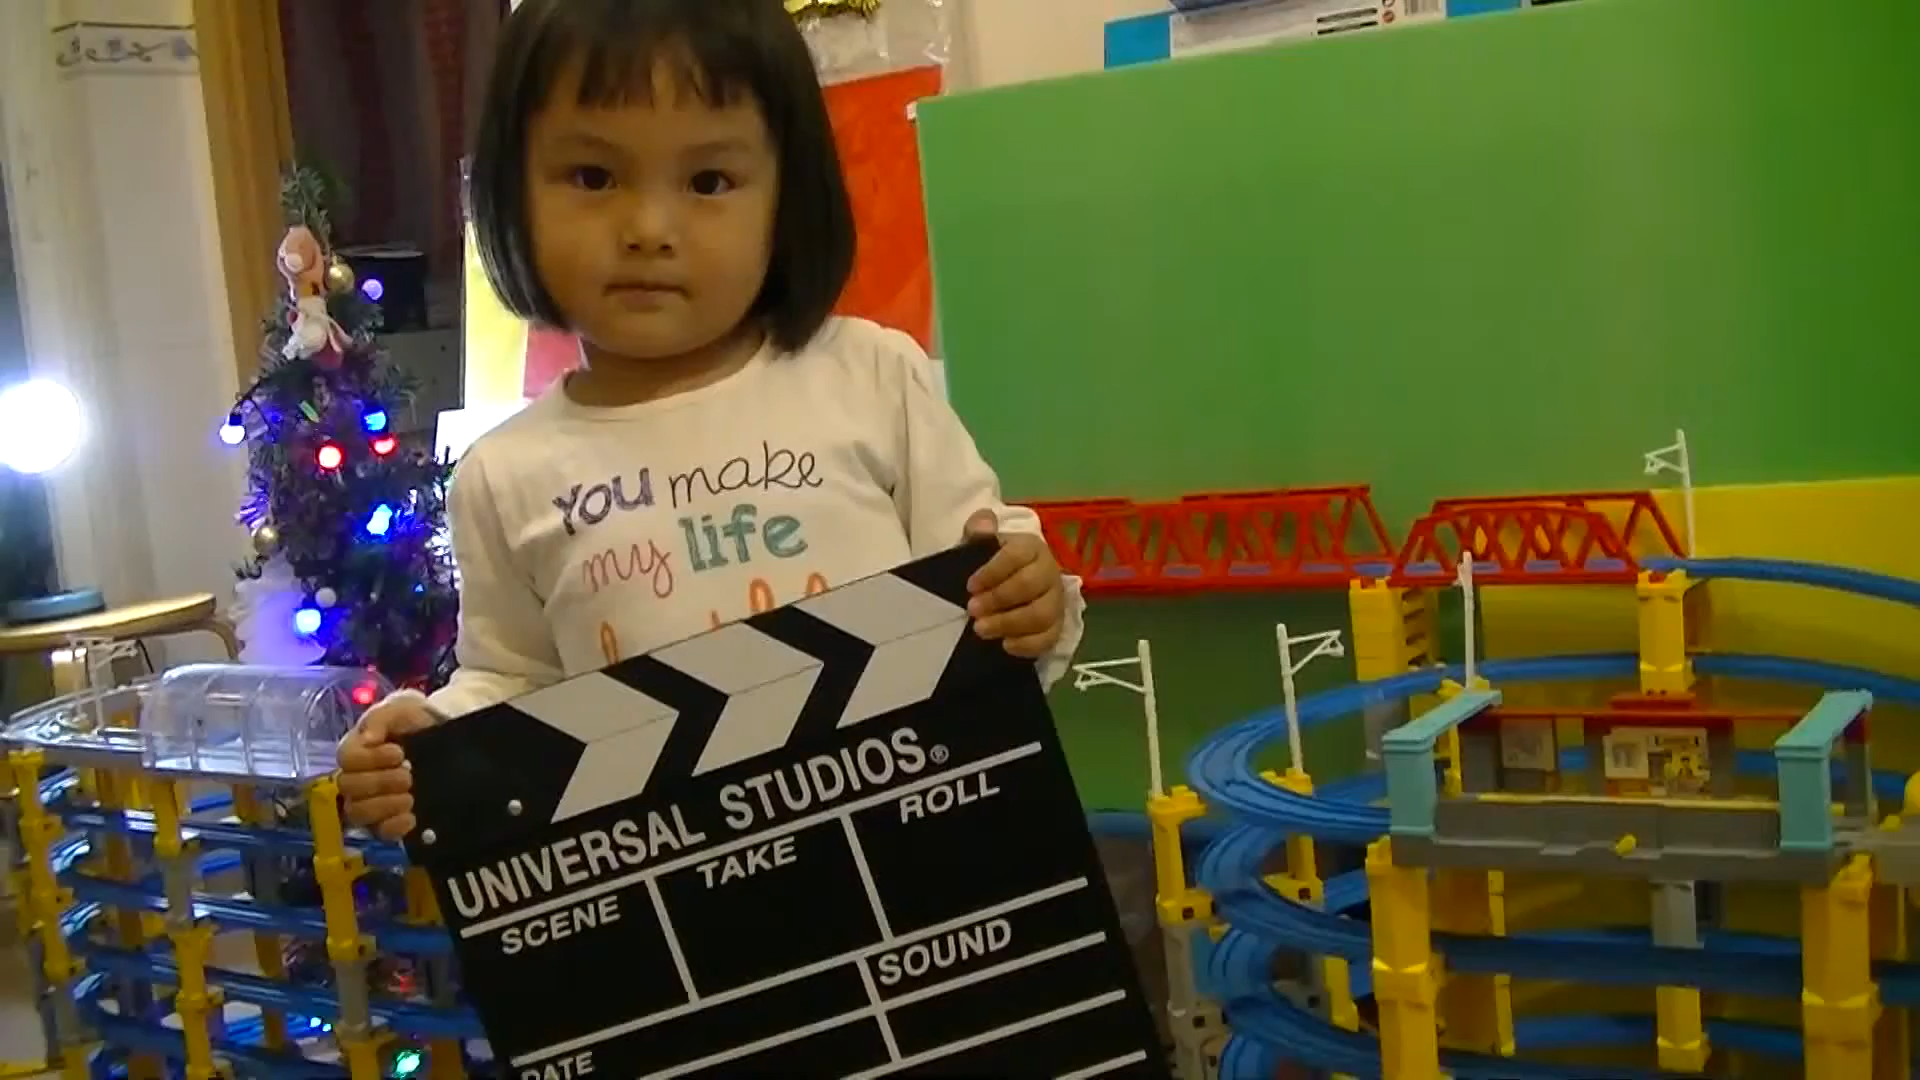 YOU make
my life
UNIVERSAL STUDIOS®
SCENE TAKE ROLL
SOUND
DATE